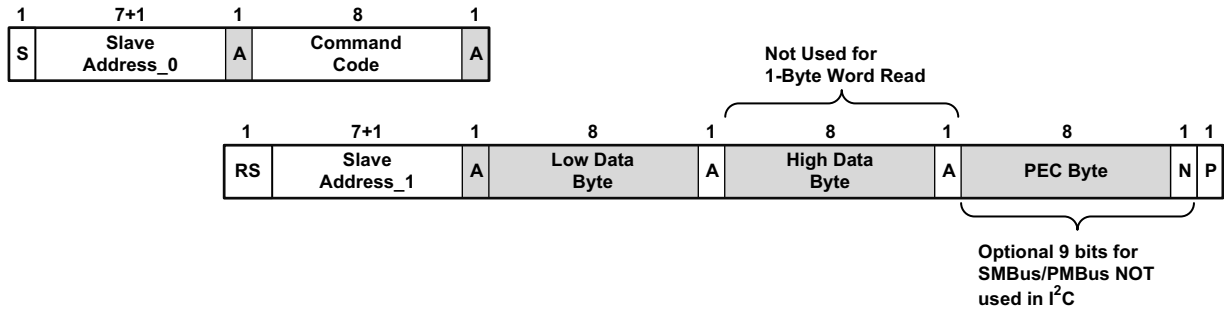 1 7+1 1 8 1
S Slave Address_0 A Command Code A
Not Used for
1-Byte Word Read
1 7+1 1 8 1 8 1 8 1 1
RS Slave Address_1 A Low Data Byte A High Data Byte A PEC Byte N P
Optional 9 bits for
SMBus/PMBus NOT
used in I²C